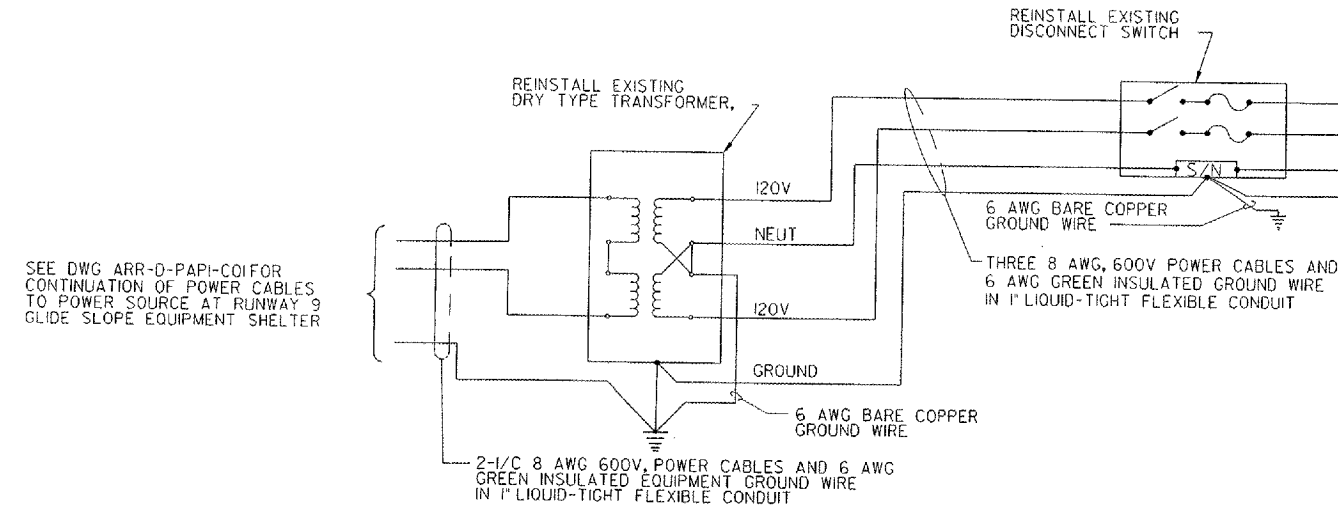 REINSTALL EXISTING
DISCONNECT SWITCH
REINSTALL EXISTING
DRY TYPE TRANSFORMER,
120V
S/N
6 AWG BARE COPPER
GROUND WIRE
NEUT
SEE DWG ARR-D-PAPI-C01FOR
CONTINUATION OF POWER CABLES
TO POWER SOURCE AT RUNWAY 9
GLIDE SLOPE EQUIPMENT SHELTER
THREE 8 AWG, 600V POWER CABLES AND
6 AWG GREEN INSULATED GROUND WIRE
IN 1" LIQUID-TIGHT FLEXIBLE CONDUIT
120V
GROUND
6 AWG BARE COPPER
GROUND WIRE
2-1/C 8 AWG 600V, POWER CABLES AND 6 AWG
GREEN INSULATED EQUIPMENT GROUND WIRE
IN 1" LIQUID-TIGHT FLEXIBLE CONDUIT